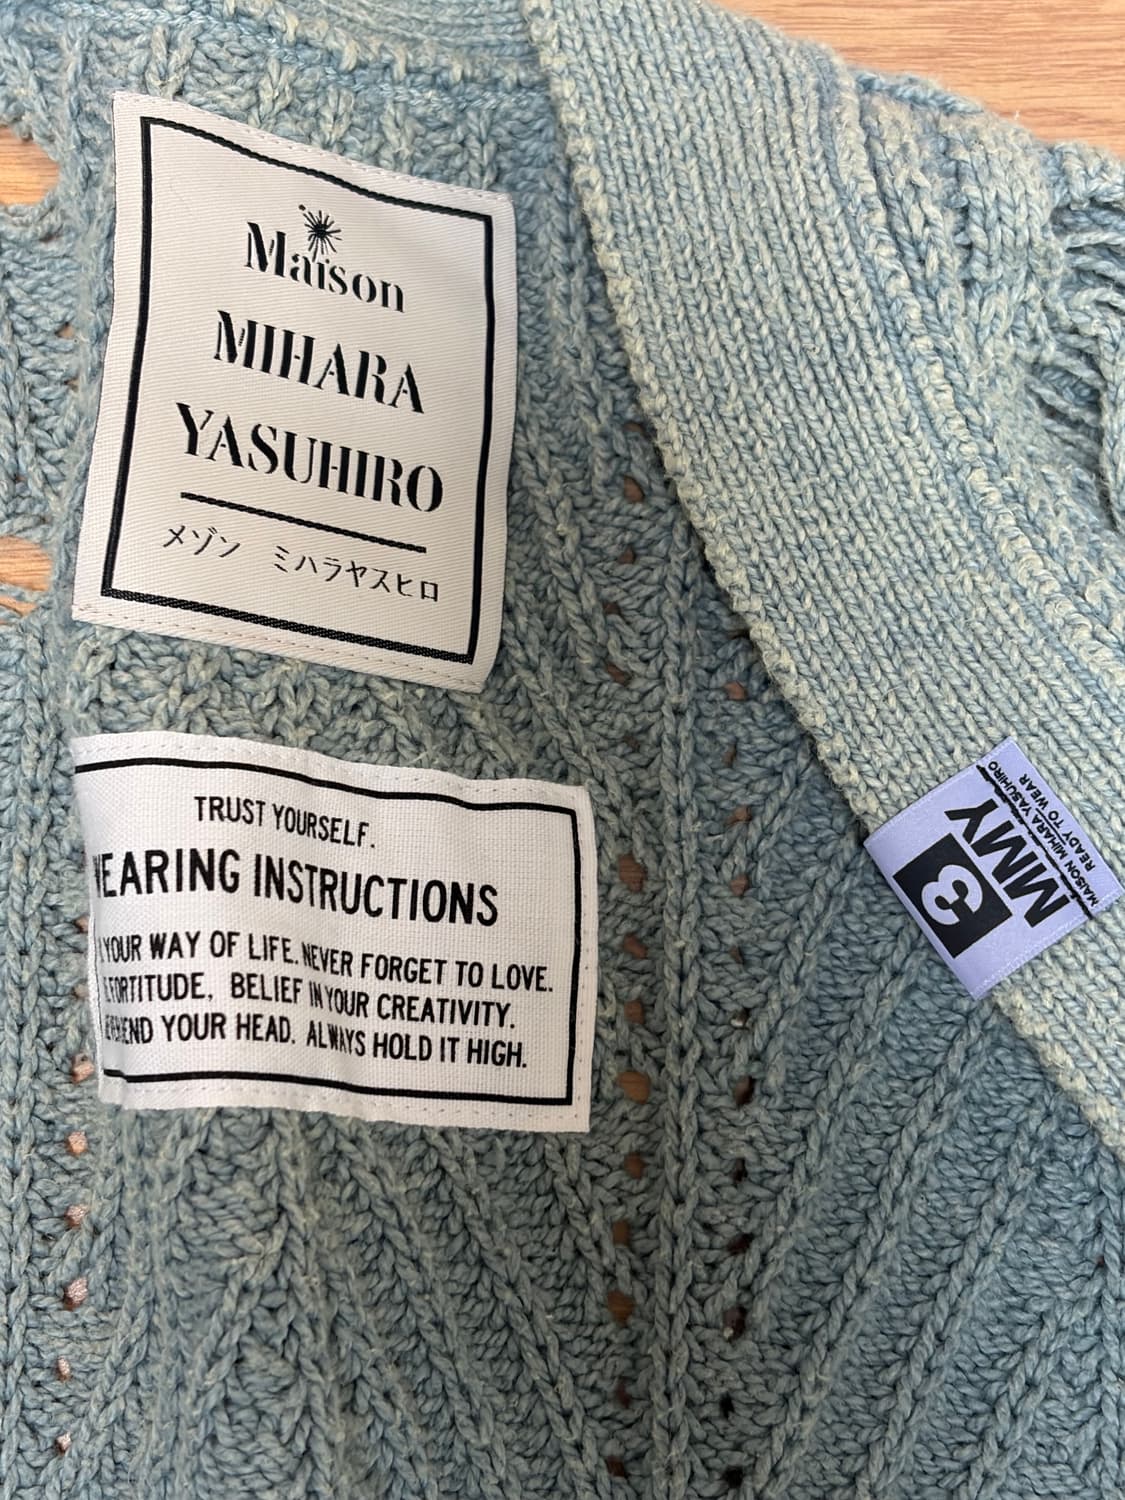 Maison
MIHARA
YASUHIRO
メゾン ミハラヤスヒロ
TRUST YOURSELF.
WEARING INSTRUCTIONS
YOUR WAY OF LIFE. NEVER FORGET TO LOVE.
FORTITUDE, BELIEF IN YOUR CREATIVITY.
YOUR HEAD. ALWAYS HOLD IT HIGH.
3
MMY
MAISON MIHARA YASUHIRO
READY TO WEAR